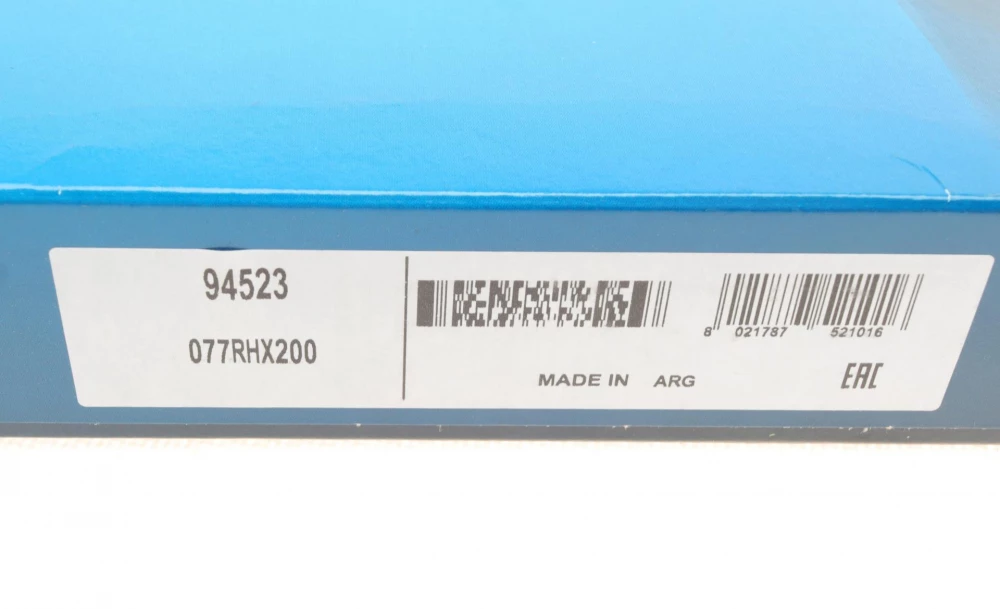 94523
077RHX200
8 021787 521016
MADE IN ARG
EAC